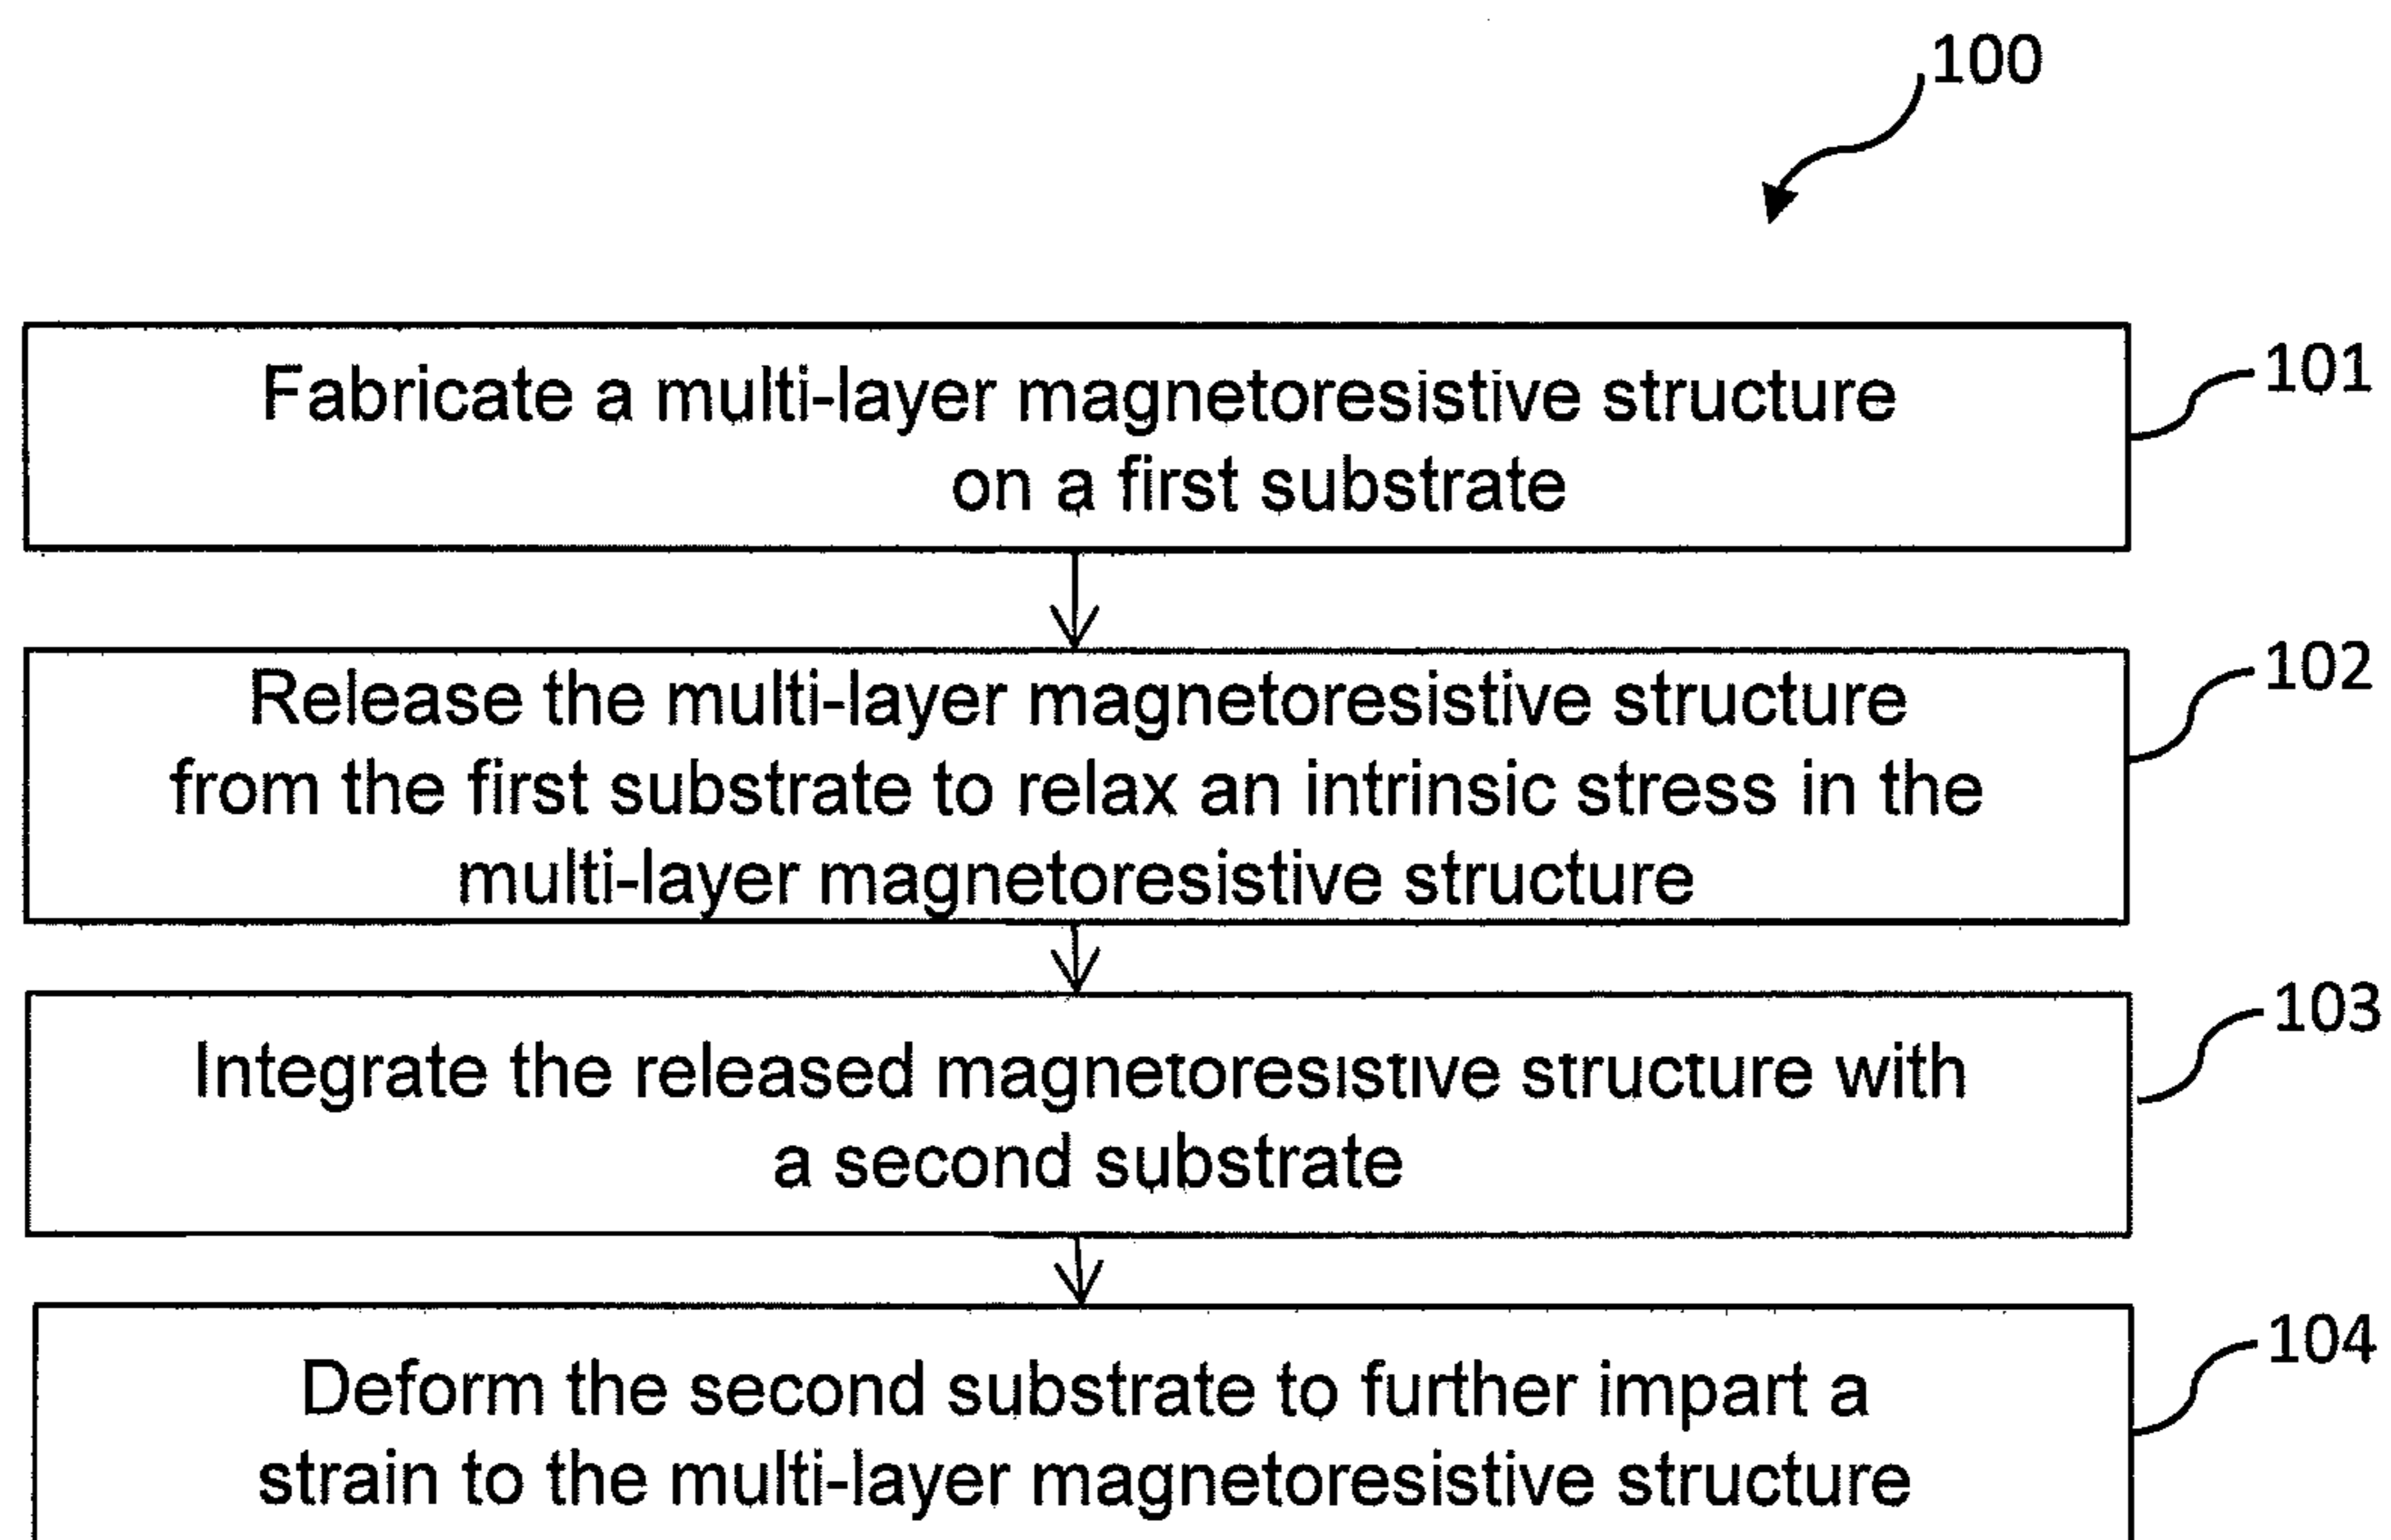 100
Fabricate a multi-layer magnetoresistive structure
on a first substrate
101
Release the multi-layer magnetoresistive structure
from the first substrate to relax an intrinsic stress in the
multi-layer magnetoresistive structure
102
Integrate the released magnetoresistive structure with
a second substrate
103
Deform the second substrate to further impart a
strain to the multi-layer magnetoresistive structure
104